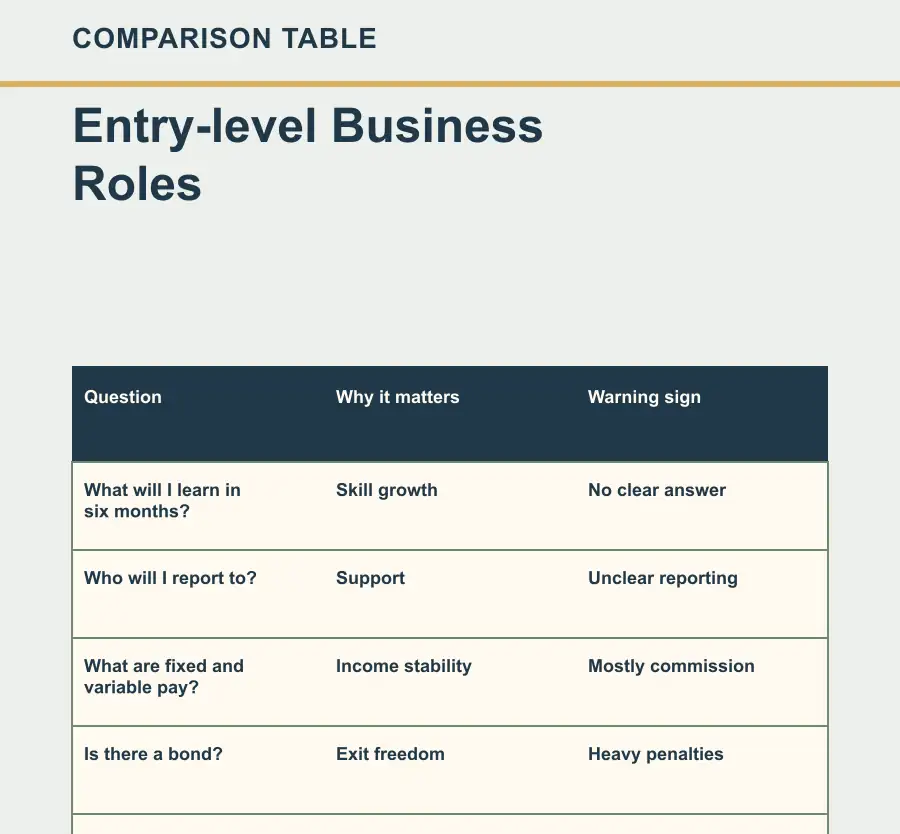 COMPARISON TABLE
Entry-level Business
Roles
Question Why it matters Warning sign
What will I learn in Skill growth No clear answer
six months?
Who will I report to? Support Unclear reporting
What are fixed and Income stability Mostly commission
variable pay?
Is there a bond? Exit freedom Heavy penalties